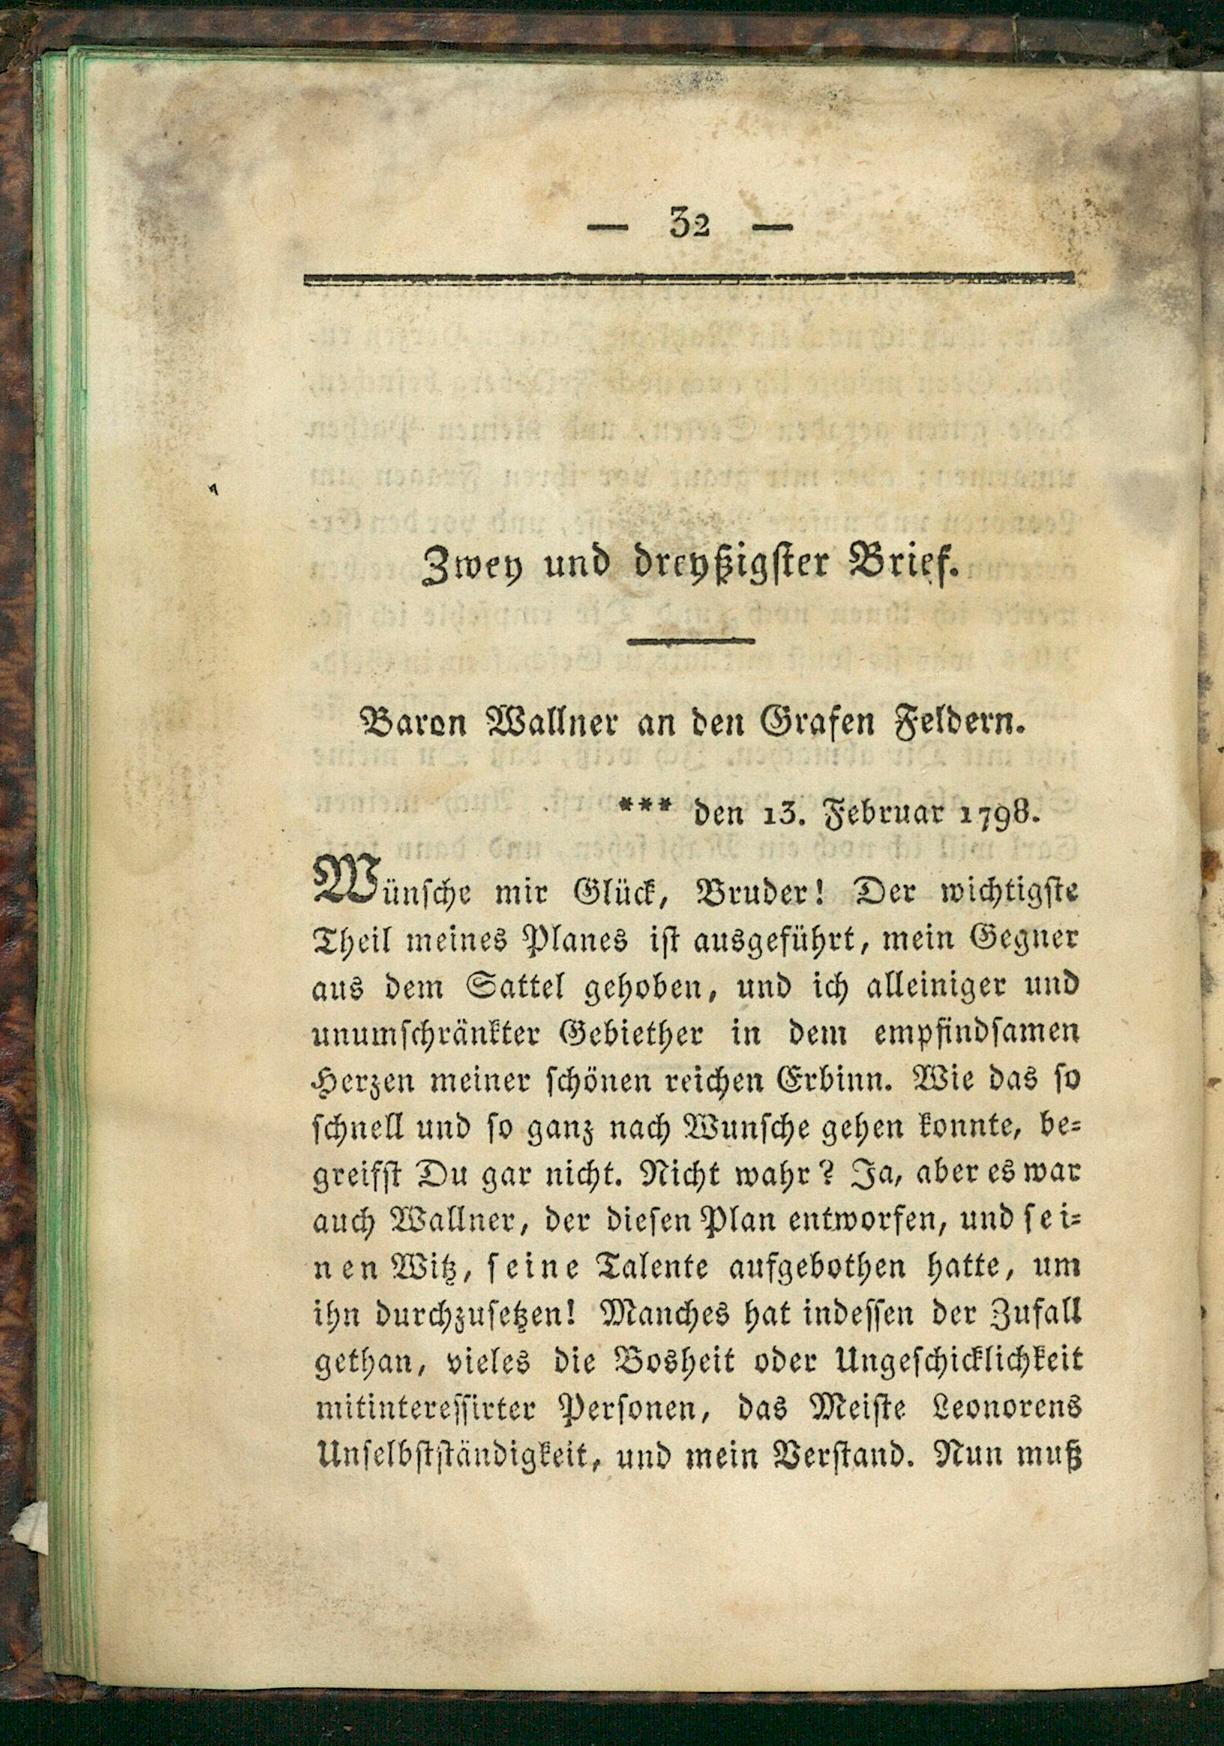 — 32 —
Zwey und dreyßigster Brief.
Baron Wallner an den Grafen Feldern.
*** den 13. Februar 1798.
Wünsche mir Glück, Bruder! Der wichtigste
Theil meines Planes ist ausgeführt, mein Gegner
aus dem Sattel gehoben, und ich alleiniger und
unumschränkter Gebiether in dem empfindsamen
Herzen meiner schönen reichen Erbinn. Wie das so
schnell und so ganz nach Wunsche gehen konnte, be-
greifst Du gar nicht. Nicht wahr? Ja, aber es war
auch Wallner, der diesen Plan entworfen, und sei-
nen Witz, seine Talente aufgebothen hatte, um
ihn durchzusetzen! Manches hat indessen der Zufall
gethan, vieles die Bosheit oder Ungeschicklichkeit
mitinteressirter Personen, das Meiste Leonorens
Unselbstständigkeit, und mein Verstand. Nun muß